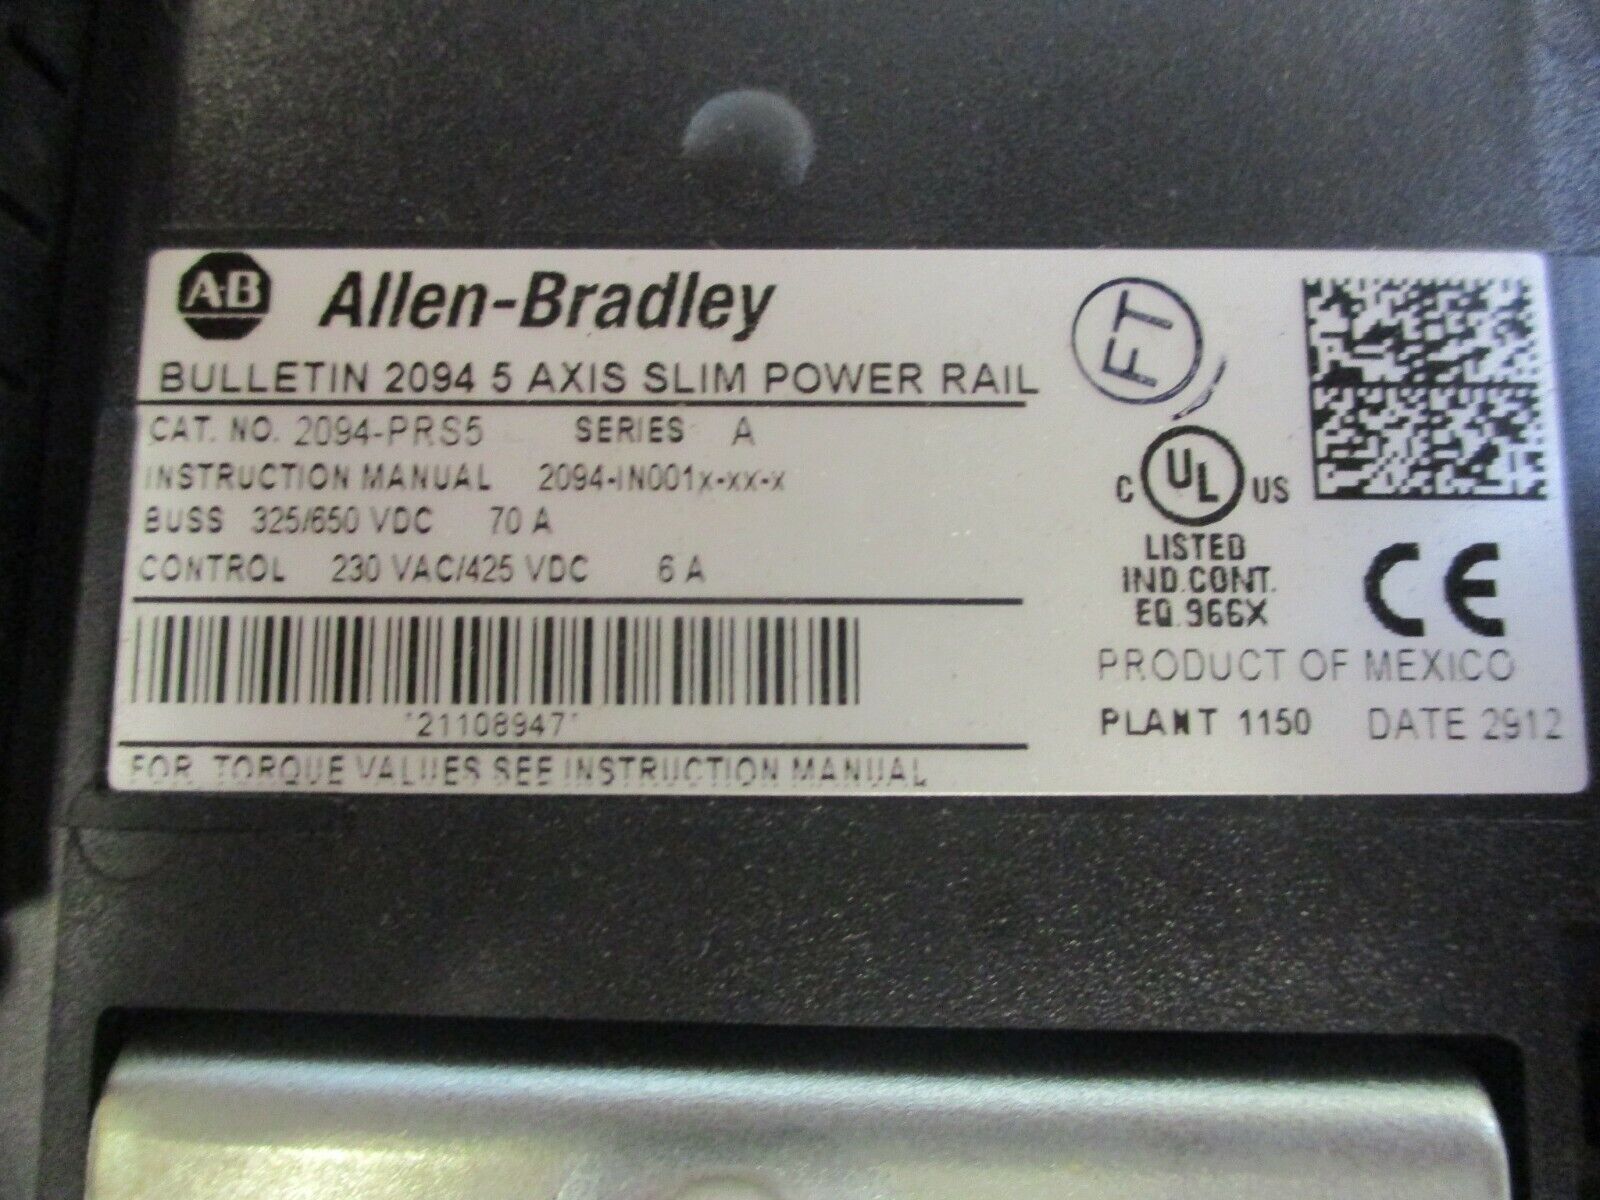 A-B Allen-Bradley
BULLETIN 2094 5 AXIS SLIM POWER RAIL
CAT. NO. 2094-PRS5 SERIES A
INSTRUCTION MANUAL 2094-IN001x-xx-x
BUSS 325/650 VDC 70 A
CONTROL 230 VAC/425 VDC 6 A
*21108947*
FOR TORQUE VALUES SEE INSTRUCTION MANUAL
FT
C UL US
LISTED
IND.CONT.
EQ.966X
CE
PRODUCT OF MEXICO
PLANT 1150 DATE 2912